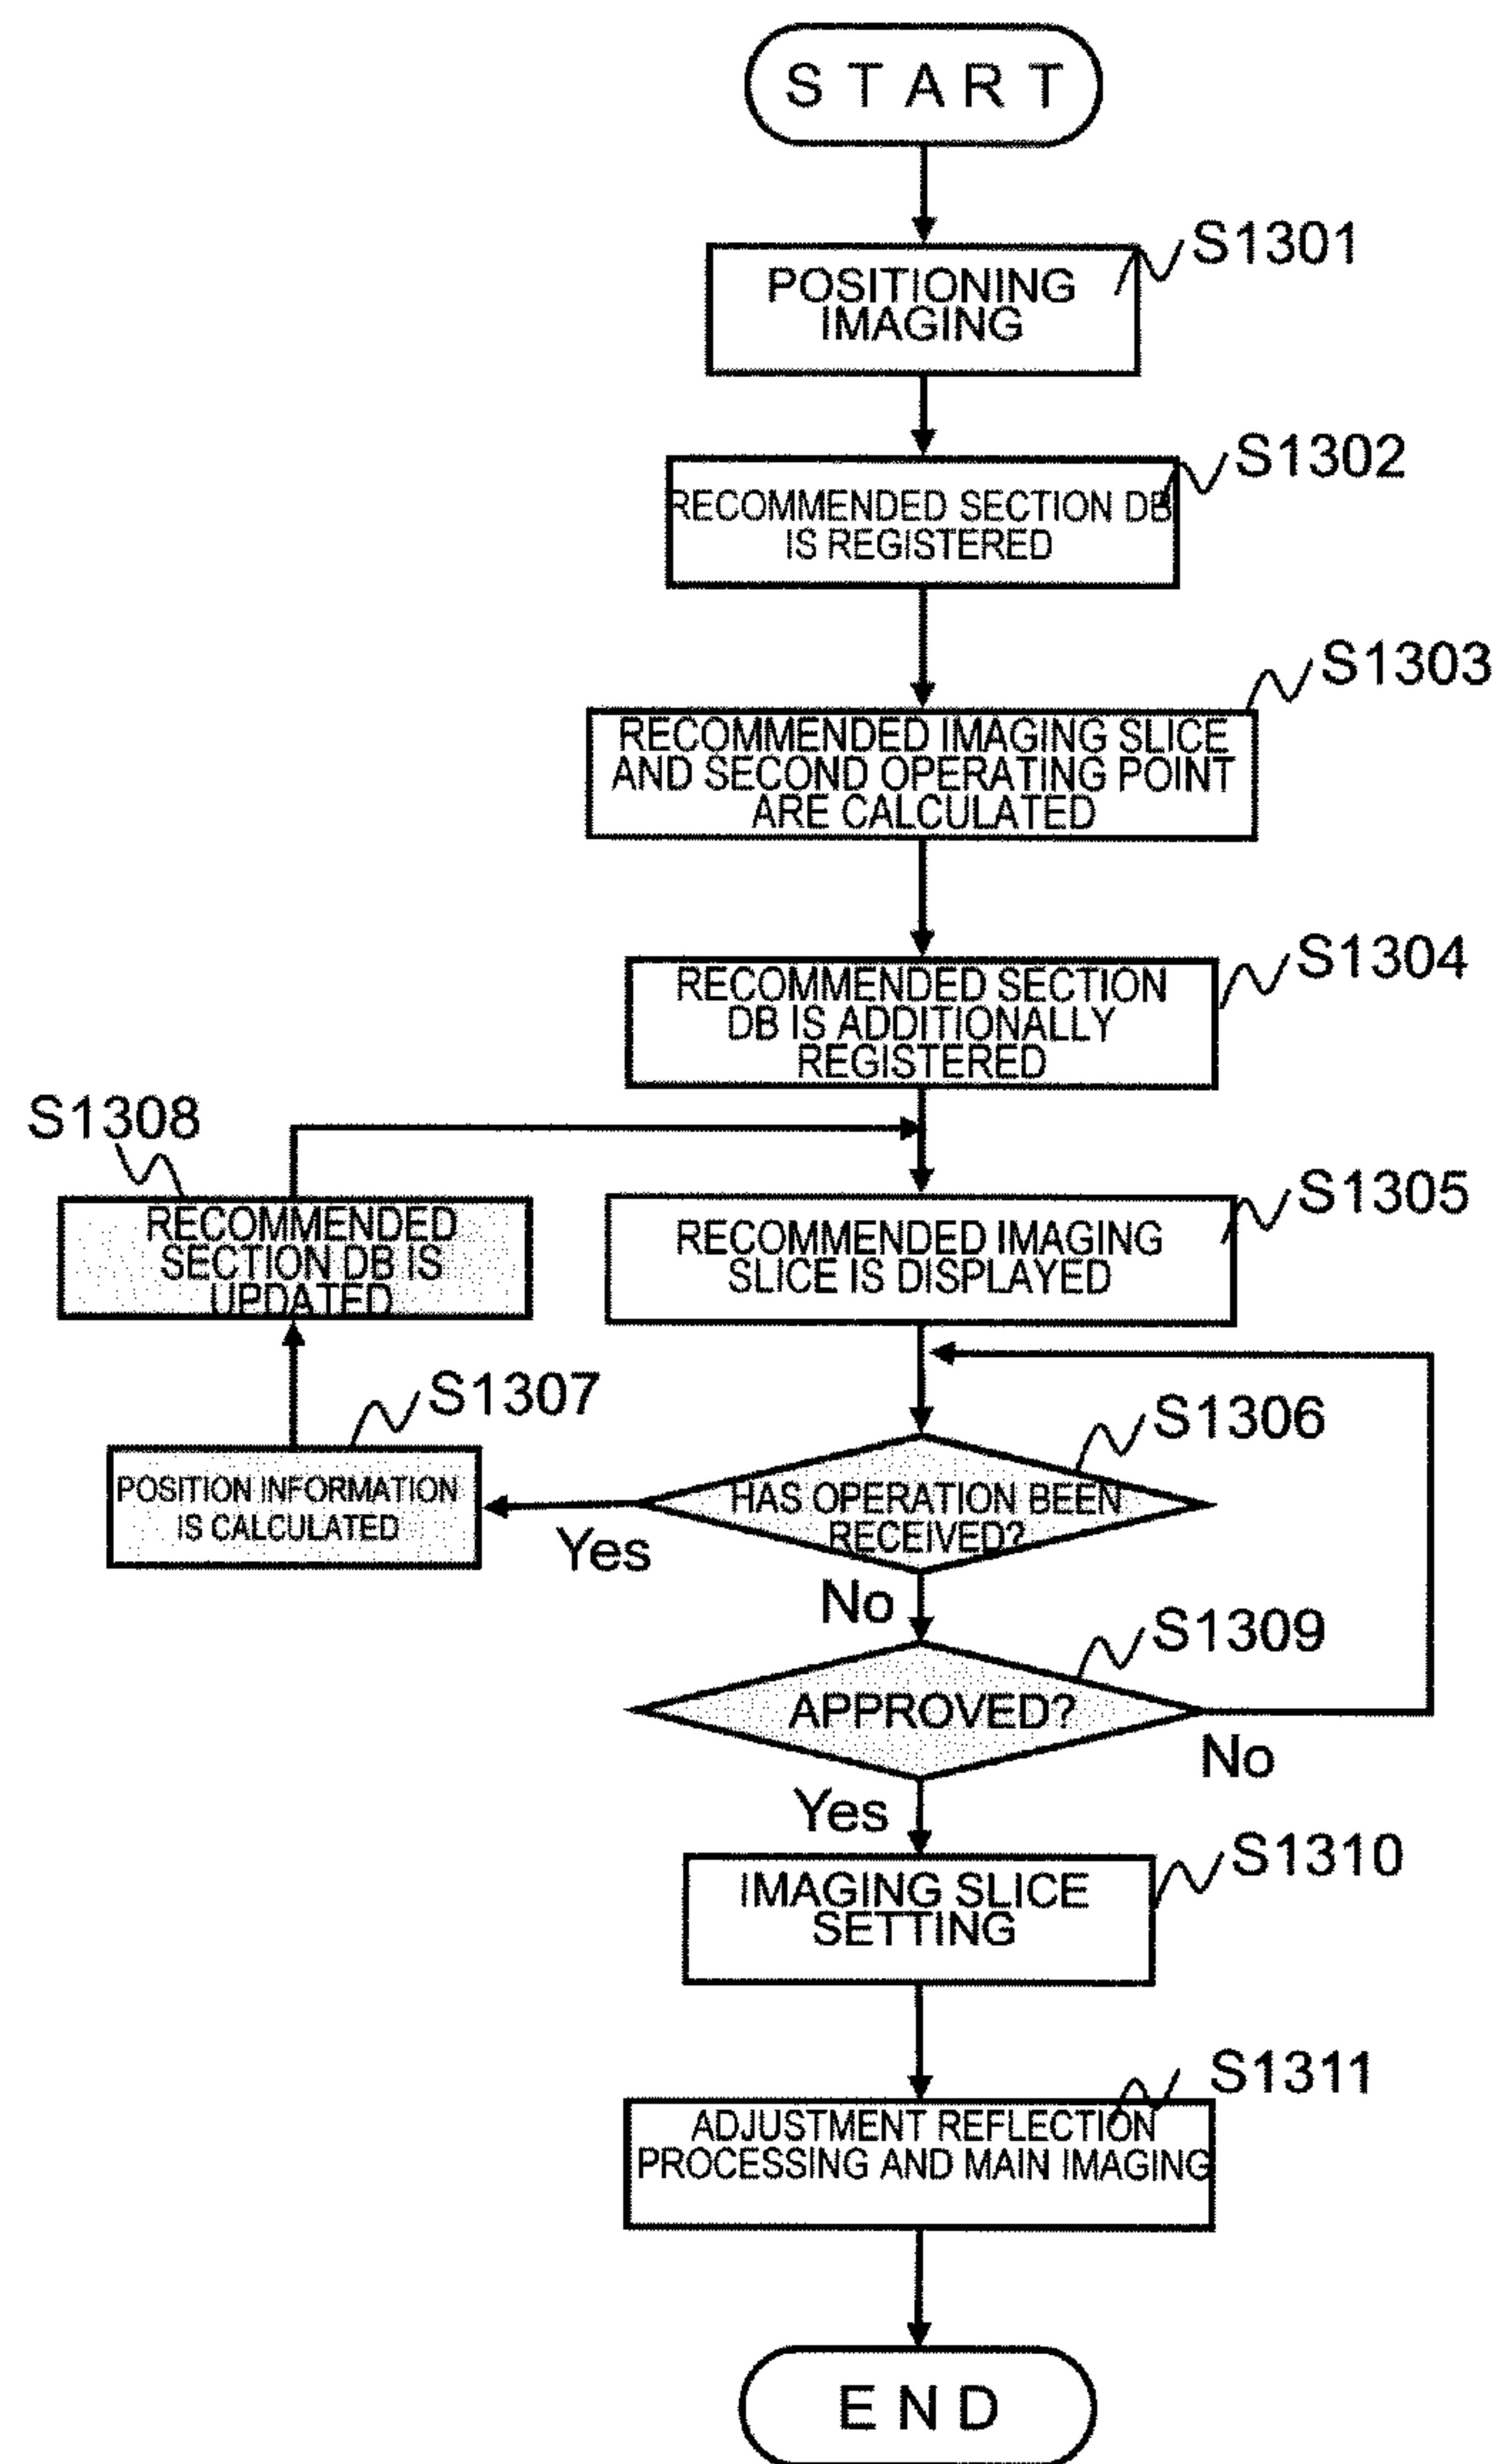 START
S1301
POSITIONING
IMAGING
S1302
RECOMMENDED SECTION DB
IS REGISTERED
S1303
RECOMMENDED IMAGING SLICE
AND SECOND OPERATING POINT
ARE CALCULATED
S1304
RECOMMENDED SECTION
DB IS ADDITIONALLY
REGISTERED
S1308
RECOMMENDED
SECTION DB IS
UPDATED
S1305
RECOMMENDED IMAGING
SLICE IS DISPLAYED
S1307
POSITION INFORMATION
IS CALCULATED
S1306
HAS OPERATION BEEN
RECEIVED?
Yes
No
S1309
APPROVED?
No
Yes
S1310
IMAGING SLICE
SETTING
S1311
ADJUSTMENT REFLECTION
PROCESSING AND MAIN IMAGING
END